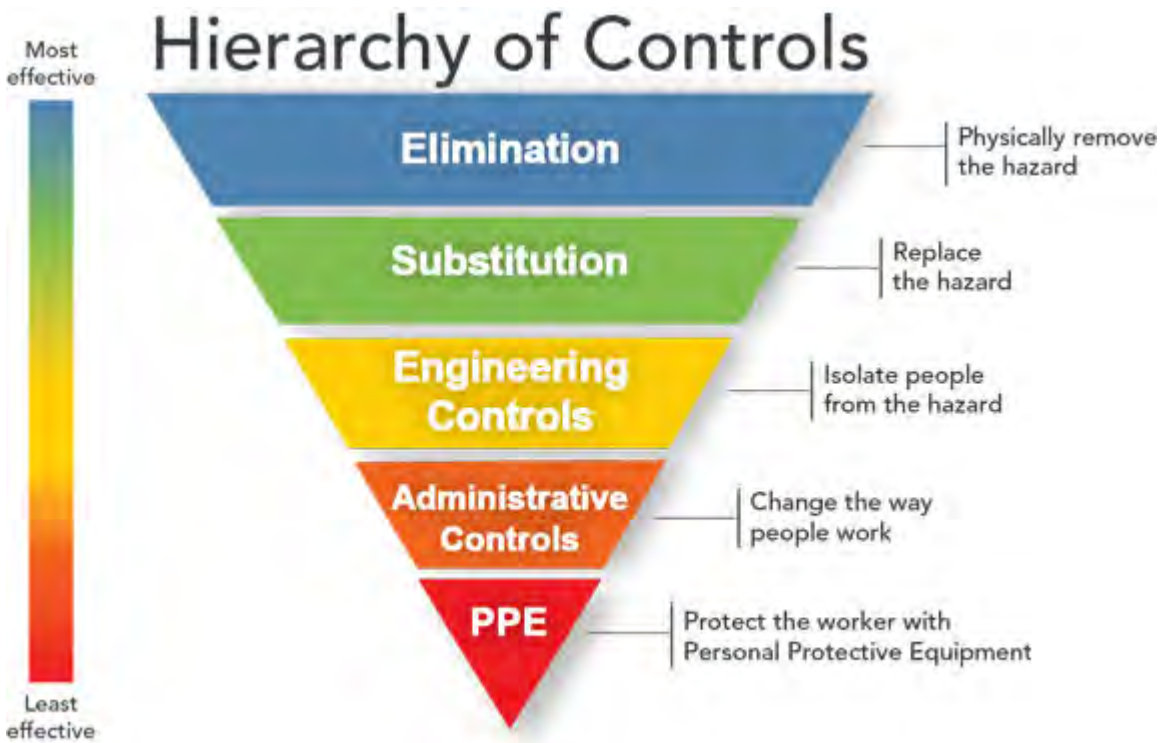 Hierarchy of Controls
Most
effective
Elimination
Physically remove
the hazard
Substitution
Replace
the hazard
Engineering
Controls
Isolate people
from the hazard
Administrative
Controls
Change the way
people work
PPE
Protect the worker with
Personal Protective Equipment
Least
effective